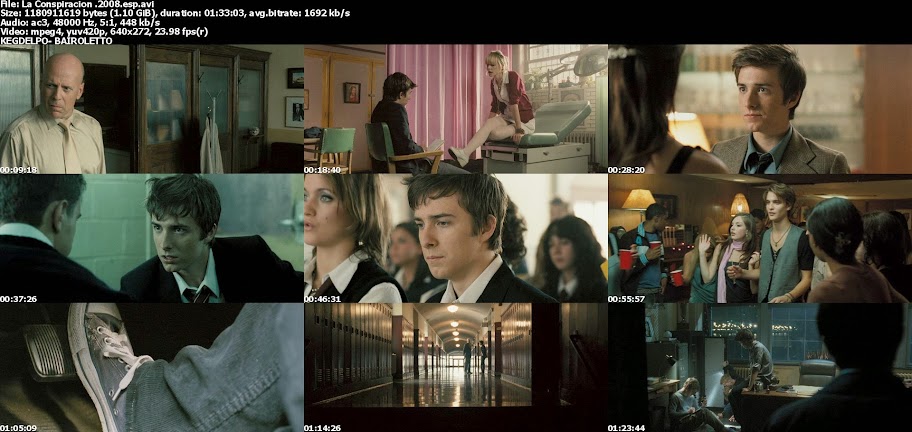 File: La Conspiracion .2008.esp.avi
Size: 1180911619 bytes (1.10 GiB), duration: 01:33:03, avg.bitrate: 1692 kb/s
Audio: ac3, 48000 Hz, 5:1, 448 kb/s
Video: mpeg4, yuv420p, 640x272, 23.98 fps(r)
KEGDELPO- BAIROLETTO
00:09:18
00:18:40
00:28:20
00:37:26
00:46:31
00:55:57
01:05:09
01:14:26
01:23:44